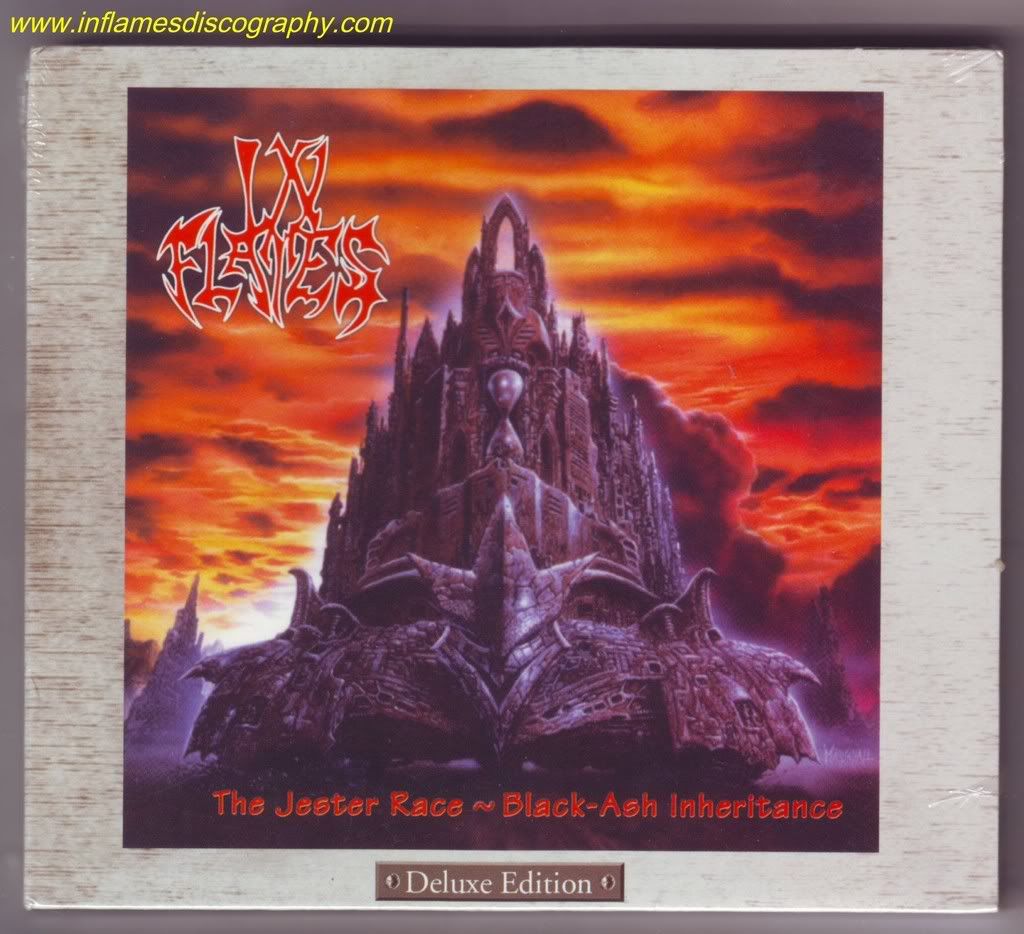 www.inflamesdiscography.com
IN
FLAMES
The Jester Race ~ Black-Ash Inheritance
Deluxe Edition